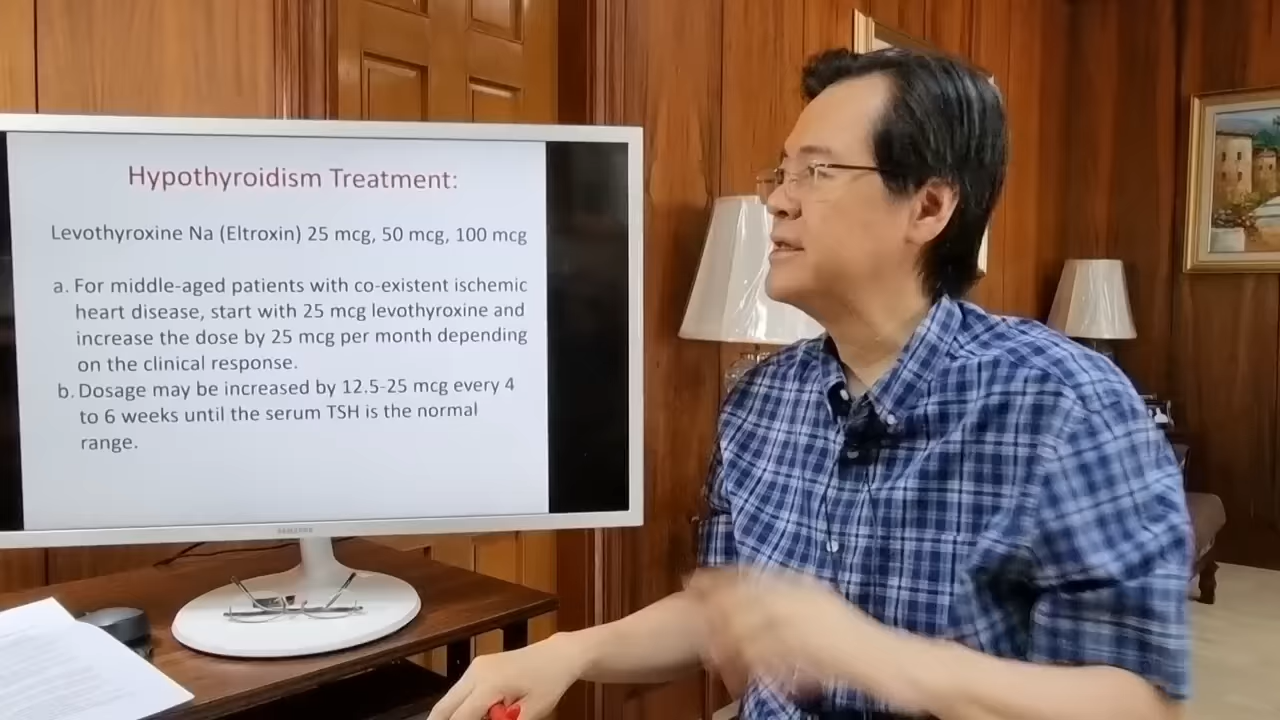 Hypothyroidism Treatment:
Levothyroxine Na (Eltroxin) 25 mcg, 50 mcg, 100 mcg
a. For middle-aged patients with co-existent ischemic
heart disease, start with 25 mcg levothyroxine and
increase the dose by 25 mcg per month depending
on the clinical response.
b. Dosage may be increased by 12.5-25 mcg every 4
to 6 weeks until the serum TSH is the normal
range.
SAMSUNG